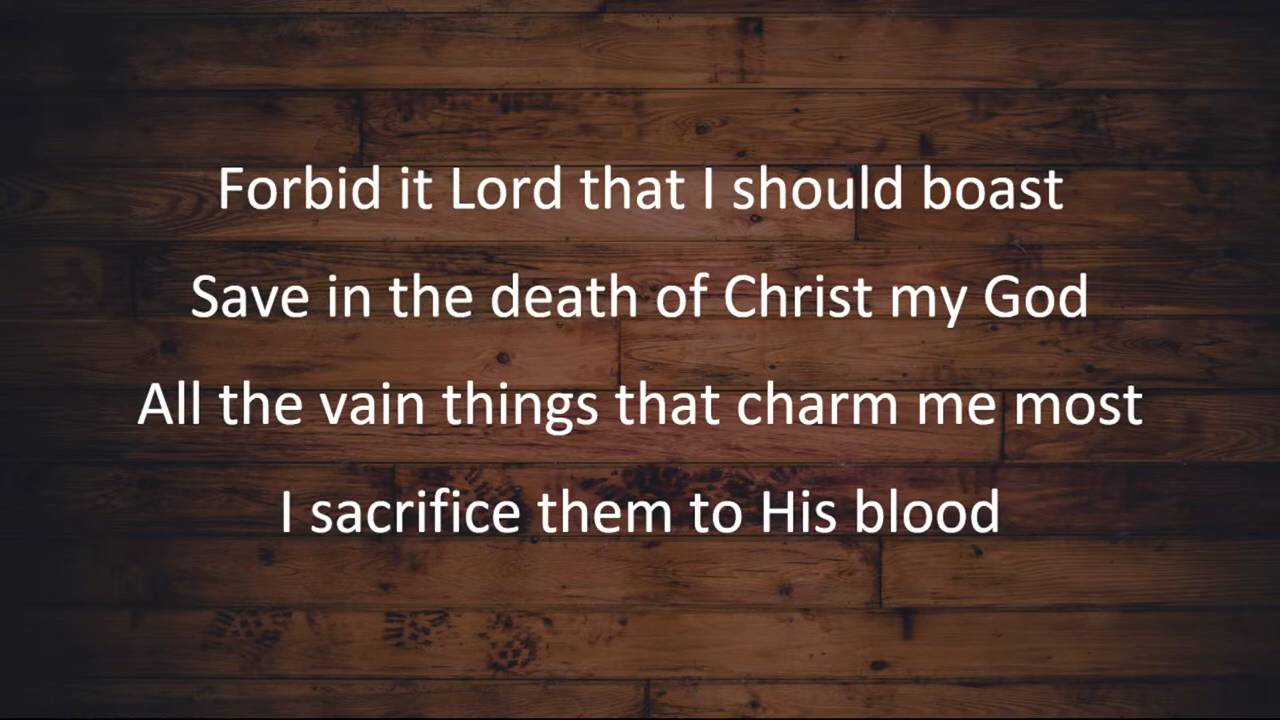 Forbid it Lord that I should boast
Save in the death of Christ my God
All the vain things that charm me most
I sacrifice them to His blood